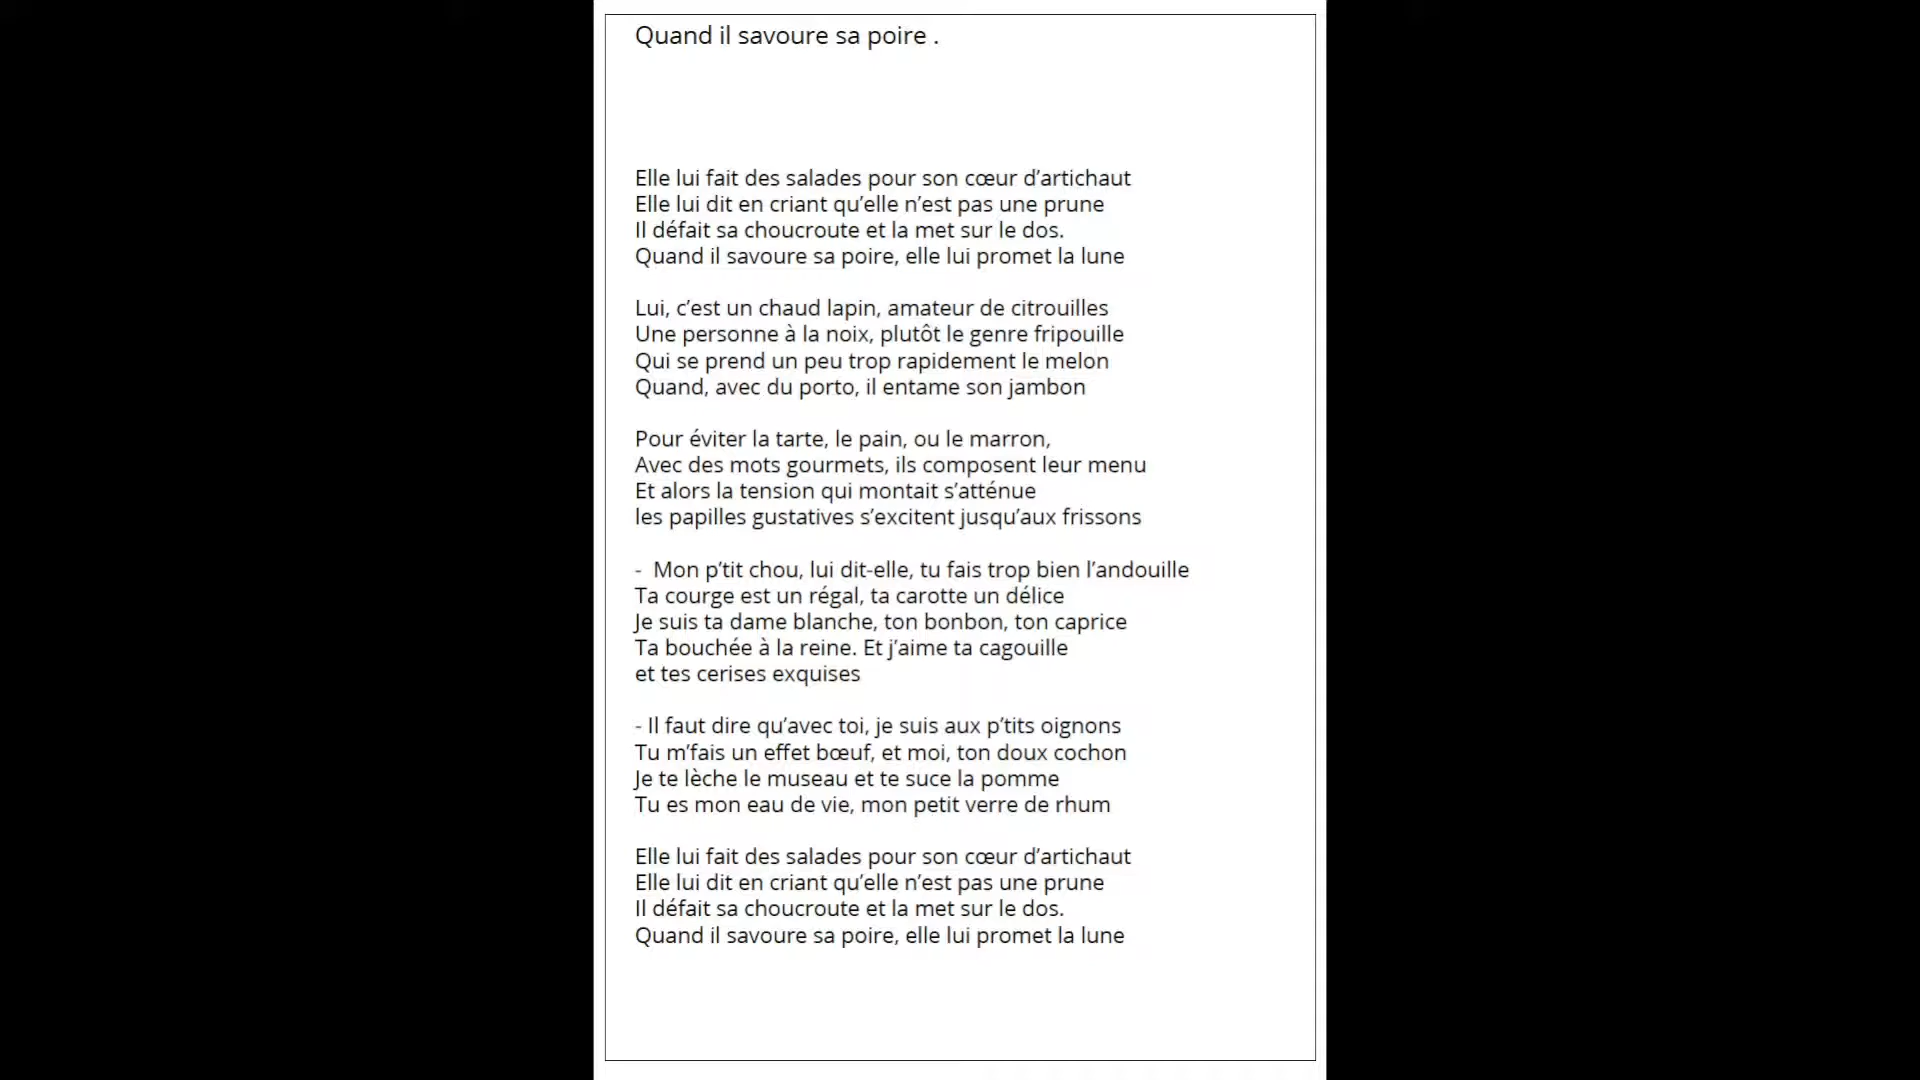 Quand il savoure sa poire .
Elle lui fait des salades pour son cœur d’artichaut
Elle lui dit en criant qu’elle n’est pas une prune
Il défait sa choucroute et la met sur le dos.
Quand il savoure sa poire, elle lui promet la lune
Lui, c’est un chaud lapin, amateur de citrouilles
Une personne à la noix, plutôt le genre fripouille
Qui se prend un peu trop rapidement le melon
Quand, avec du porto, il entame son jambon
Pour éviter la tarte, le pain, ou le marron,
Avec des mots gourmets, ils composent leur menu
Et alors la tension qui montait s’atténue
les papilles gustatives s’excitent jusqu’aux frissons
- Mon p’tit chou, lui dit-elle, tu fais trop bien l’andouille
Ta courge est un régal, ta carotte un délice
Je suis ta dame blanche, ton bonbon, ton caprice
Ta bouchée à la reine. Et j’aime ta cagouille
et tes cerises exquises
- Il faut dire qu’avec toi, je suis aux p’tits oignons
Tu m’fais un effet bœuf, et moi, ton doux cochon
Je te lèche le museau et te suce la pomme
Tu es mon eau de vie, mon petit verre de rhum
Elle lui fait des salades pour son cœur d’artichaut
Elle lui dit en criant qu’elle n’est pas une prune
Il défait sa choucroute et la met sur le dos.
Quand il savoure sa poire, elle lui promet la lune